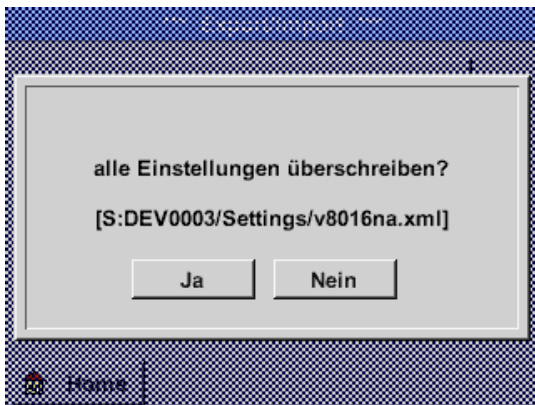 alle Einstellungen überschreiben?
[S:DEV0003/Settings/v8016na.xml]
Ja
Nein
Home